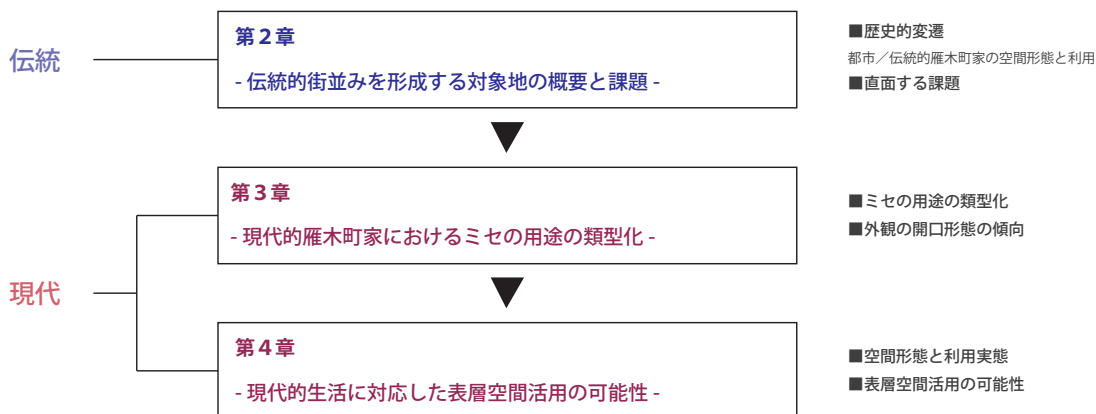 伝統
第２章
- 伝統的街並みを形成する対象地の概要と課題 -
■歴史的変遷
都市／伝統的雁木町家の空間形態と利用
■直面する課題
現代
第３章
- 現代的雁木町家におけるミセの用途の類型化 -
■ミセの用途の類型化
■外観の開口形態の傾向
第４章
- 現代的生活に対応した表層空間活用の可能性 -
■空間形態と利用実態
■表層空間活用の可能性